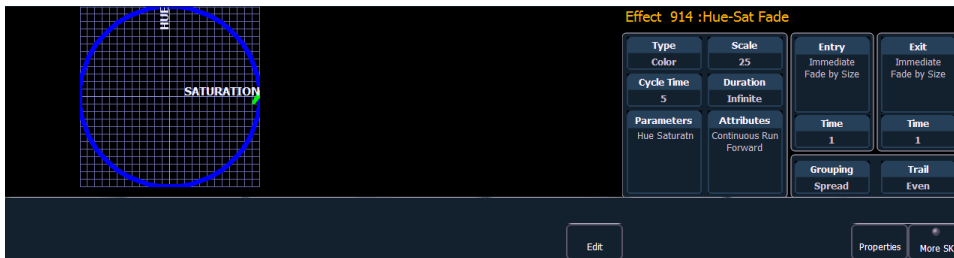 HUE
SATURATION
Effect 914 :Hue-Sat Fade
Type
Color
Scale
25
Entry
Immediate
Fade by Size
Exit
Immediate
Fade by Size
Cycle Time
5
Duration
Infinite
Parameters
Hue Saturatn
Attributes
Continuous Run
Forward
Time
1
Time
1
Grouping
Spread
Trail
Even
Edit
Properties
More SK